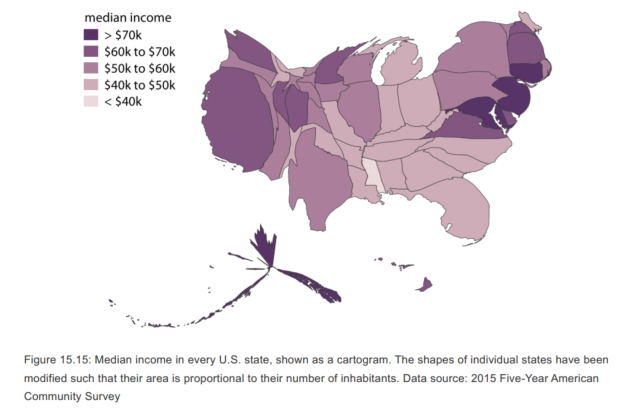 median income
> $70k
$60k to $70k
$50k to $60k
$40k to $50k
< $40k
Figure 15.15: Median income in every U.S. state, shown as a cartogram. The shapes of individual states have been
modified such that their area is proportional to their number of inhabitants. Data source: 2015 Five-Year American
Community Survey